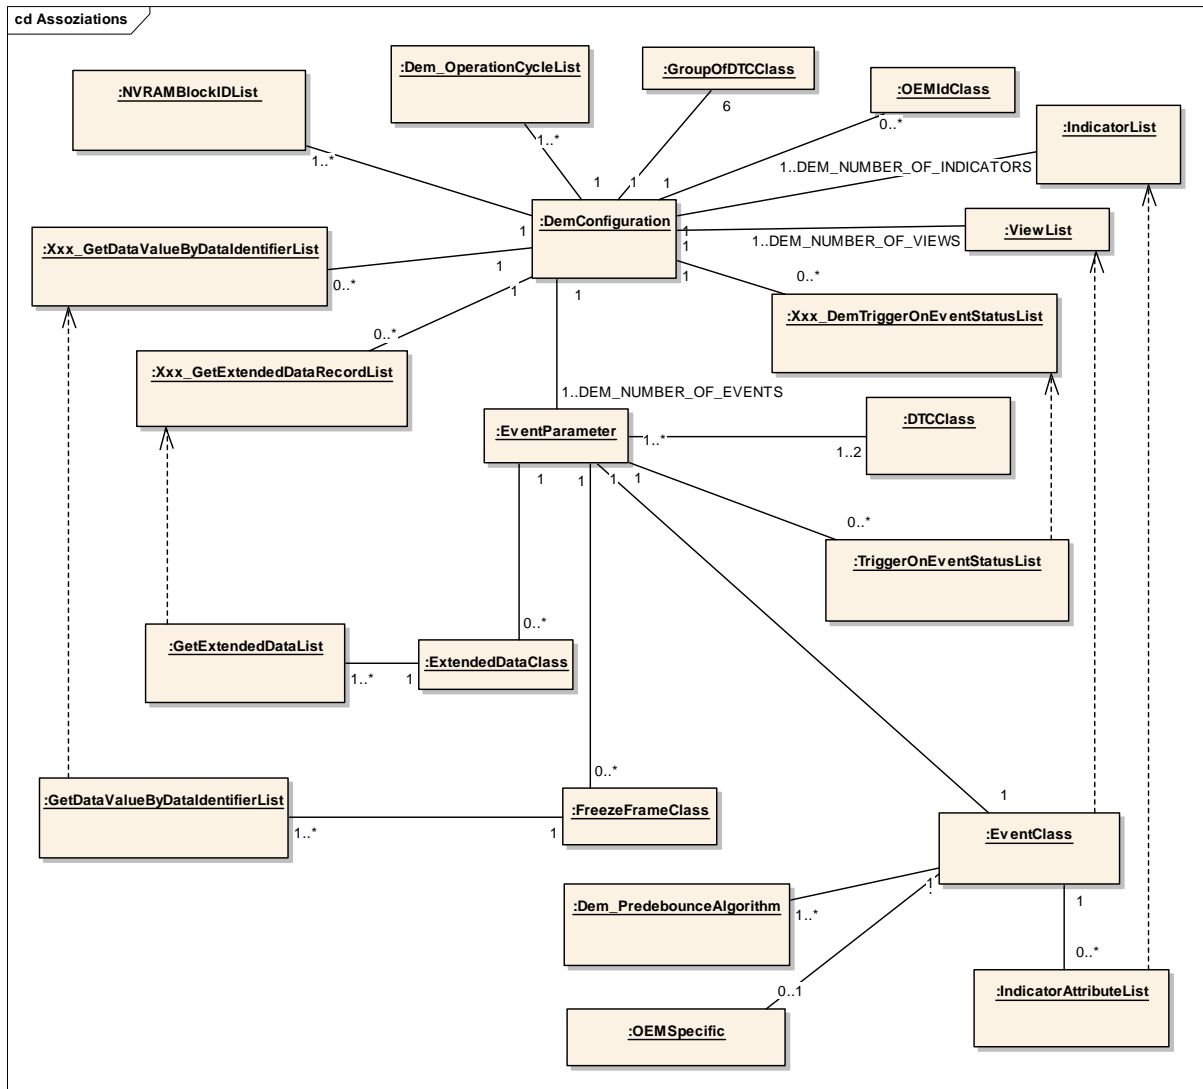 cd Assoziations
:NVRAMBlockIDList
:Dem_OperationCycleList
:GroupOfDTCClass
:OEMIdClass
:IndicatorList
6
0..*
1..*
1..*
1..DEM_NUMBER_OF_INDICATORS
1
1
1
:DemConfiguration
:ViewList
:Xxx_GetDataValueByDataIdentifierList
1
1
1..DEM_NUMBER_OF_VIEWS
1
1
1
0..*
1
1
0..*
:Xxx_DemTriggerOnEventStatusList
0..*
:Xxx_GetExtendedDataRecordList
1..DEM_NUMBER_OF_EVENTS
:EventParameter
:DTCClass
1..*
1..2
1
1
1
1
0..*
:TriggerOnEventStatusList
0..*
:GetExtendedDataList
:ExtendedDataClass
1..*
1
0..*
:GetDataValueByDataIdentifierList
:FreezeFrameClass
1
1..*
1
:EventClass
1
:Dem_PredebounceAlgorithm
1..*
1
0..*
0..1
:IndicatorAttributeList
:OEMSpecific